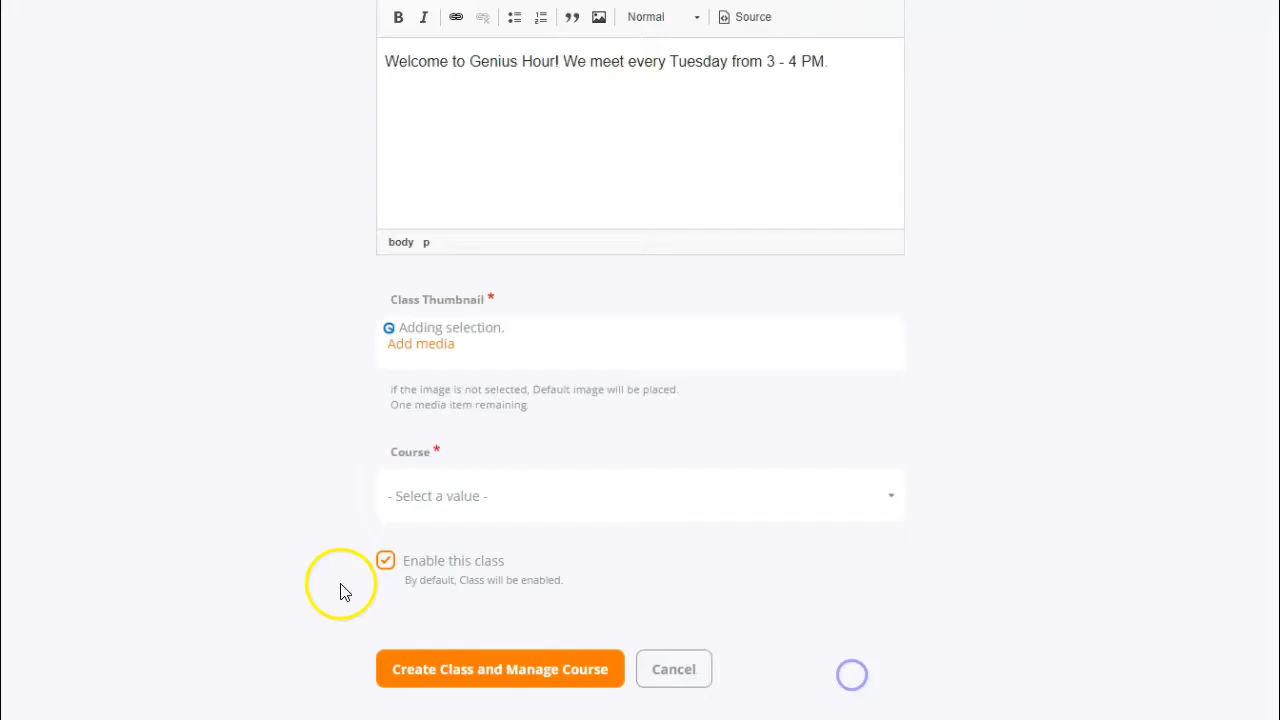 B I Normal Source
Welcome to Genius Hour! We meet every Tuesday from 3 - 4 PM.
body p
Class Thumbnail *
Adding selection.
Add media
If the image is not selected, Default image will be placed.
One media item remaining.
Course *
- Select a value -
Enable this class
By default, Class will be enabled.
Create Class and Manage Course Cancel